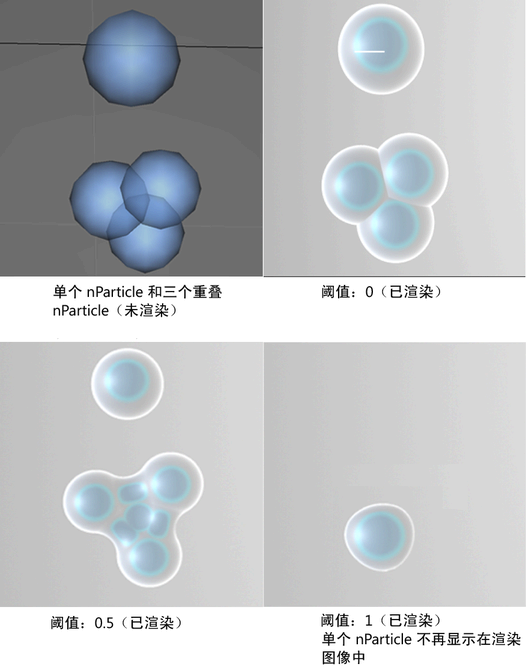 单个 nParticle 和三个重叠
nParticle（未渲染）
阈值：0（已渲染）
阈值：0.5（已渲染）
阈值：1（已渲染）
单个 nParticle 不再显示在渲染
图像中